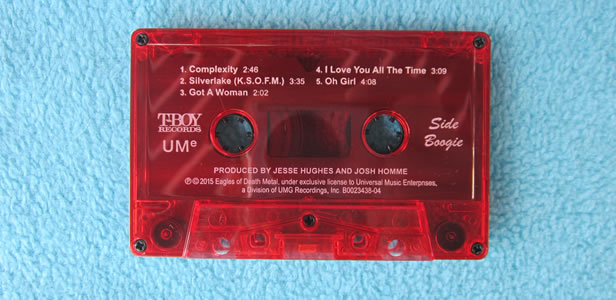 1. Complexity 2:46
2. Silverlake (K.S.O.F.M.) 3:35
3. Got A Woman 2:02
4. I Love You All The Time 3:09
5. Oh Girl 4:08
T-BOY
RECORDS
UMe
Side
Boogie
PRODUCED BY JESSE HUGHES AND JOSH HOMME
℗ © 2015 Eagles of Death Metal, under exclusive license to Universal Music Enterprises,
a Division of UMG Recordings, Inc. B0023438-04